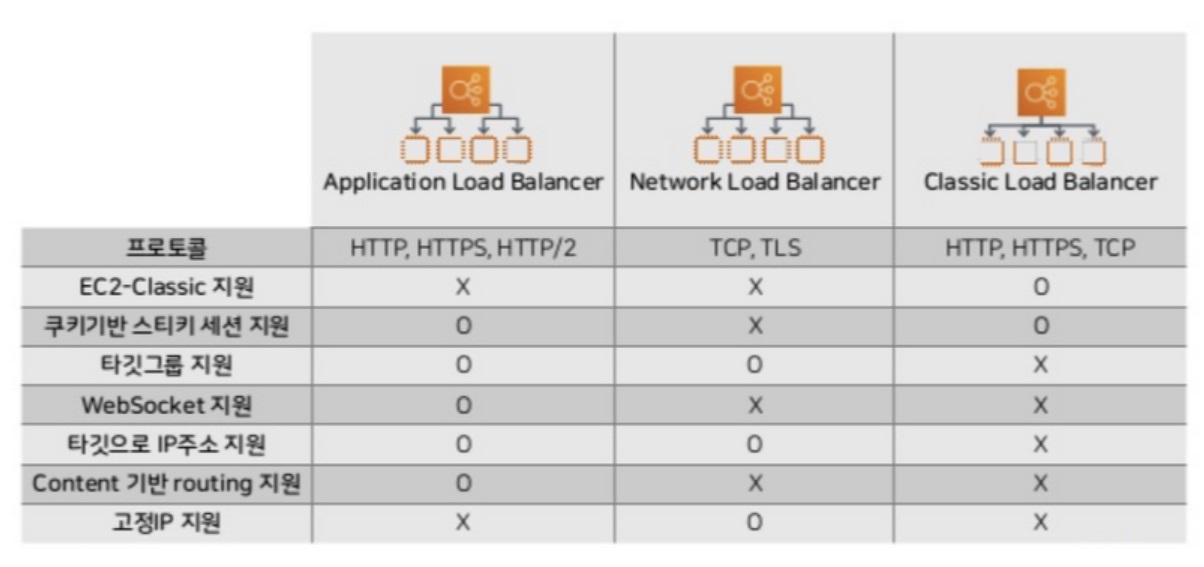 Application Load Balancer Network Load Balancer Classic Load Balancer
프로토콜 HTTP, HTTPS, HTTP/2 TCP, TLS HTTP, HTTPS, TCP
EC2-Classic 지원 X X O
쿠키기반 스티키 세션 지원 O X O
타깃그룹 지원 O O X
WebSocket 지원 O X X
타깃으로 IP주소 지원 O O X
Content 기반 routing 지원 O X X
고정IP 지원 X O X